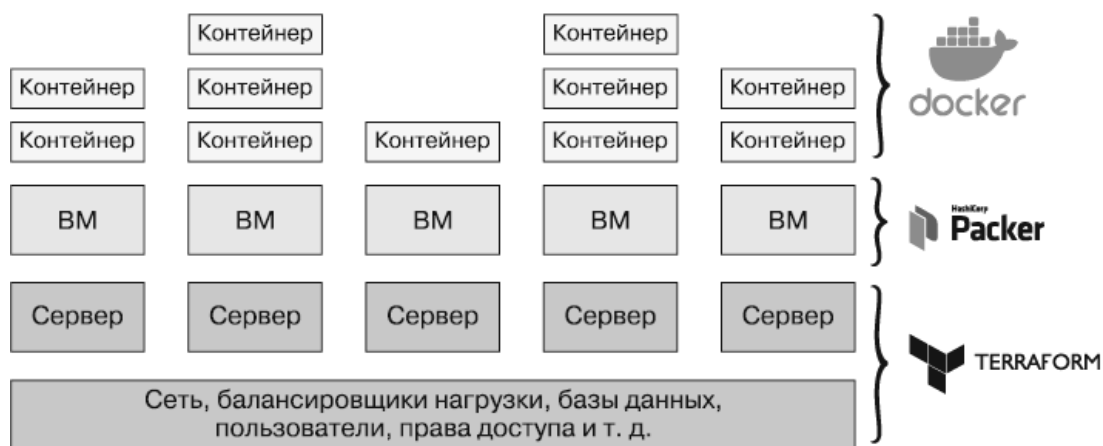 Контейнер Контейнер
Контейнер Контейнер Контейнер Контейнер
docker
Контейнер Контейнер Контейнер Контейнер Контейнер
ВМ ВМ ВМ ВМ ВМ
HashiCorp
Packer
Сервер Сервер Сервер Сервер Сервер
TERRAFORM
Сеть, балансировщики нагрузки, базы данных,
пользователи, права доступа и т. д.